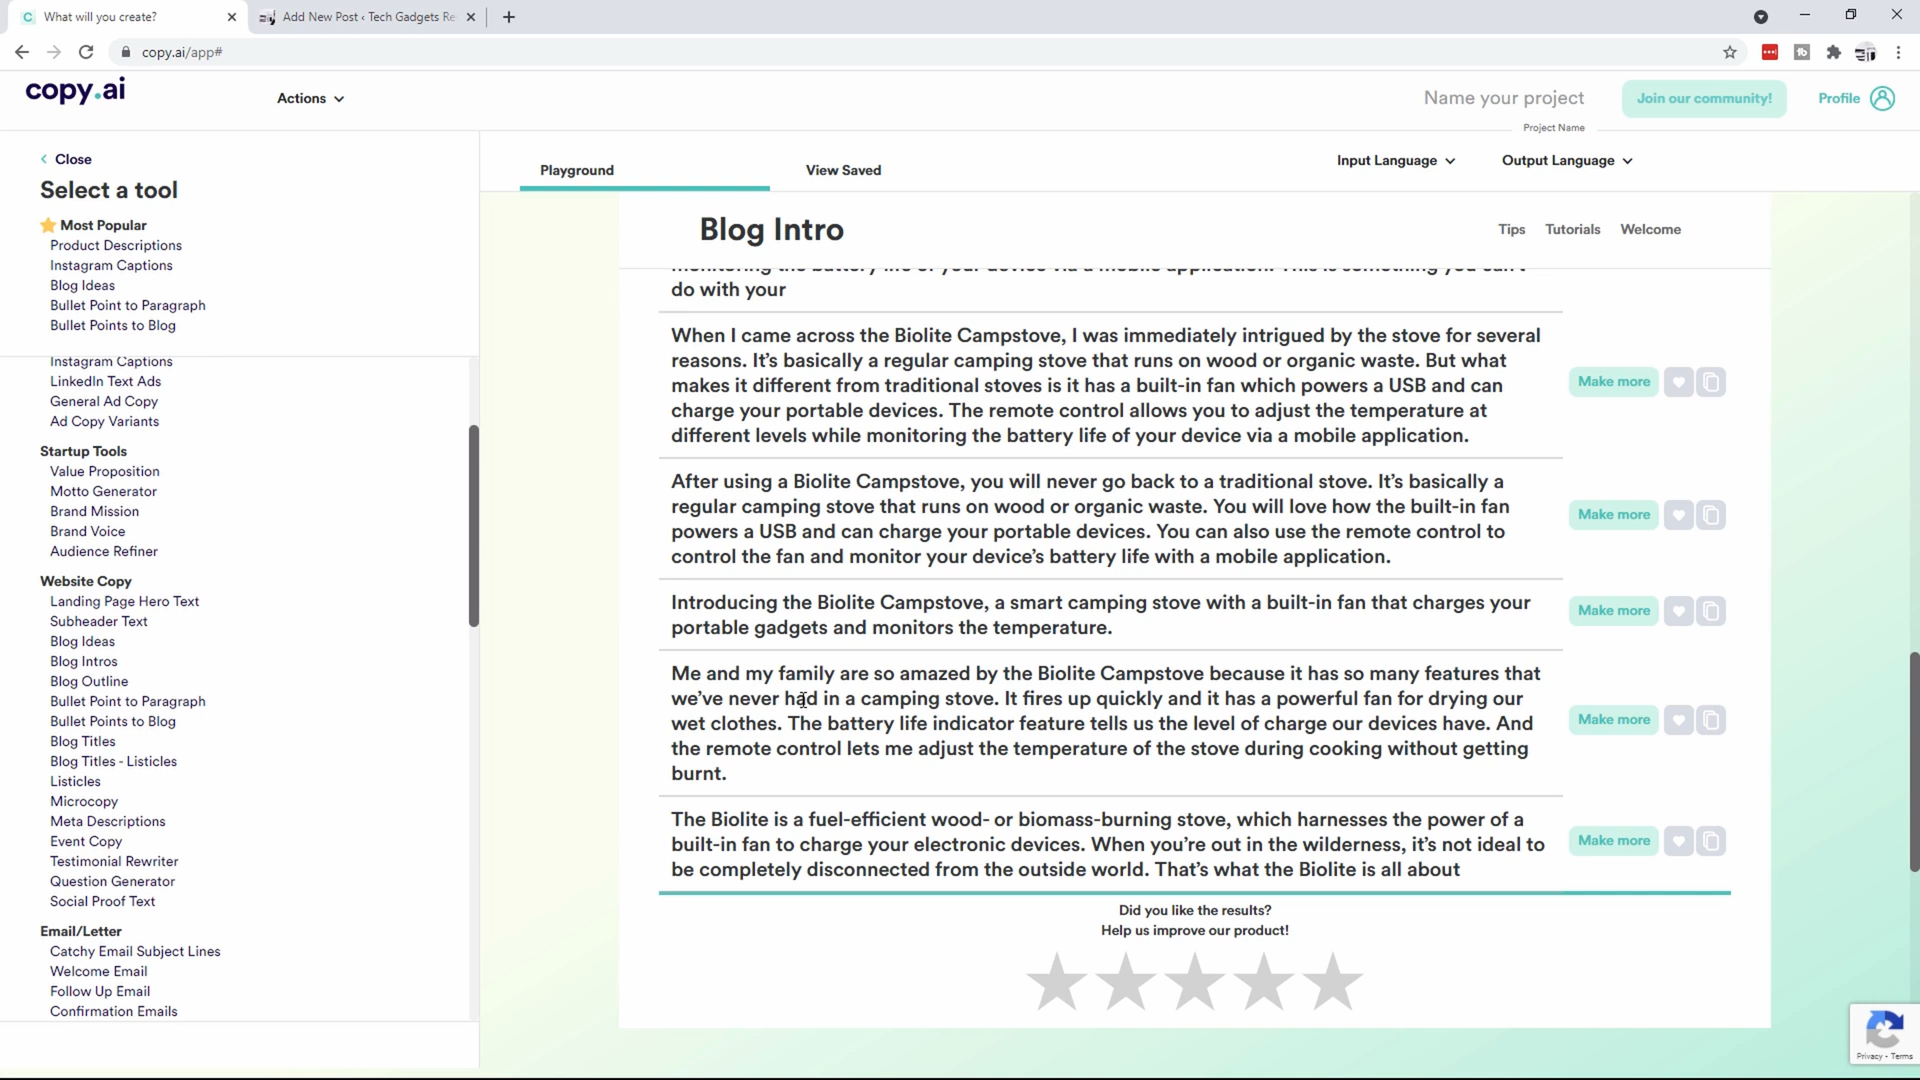 What will you create?
Add New Post ‹ Tech Gadgets Re
copy.ai/app#
copy.ai
Actions
Name your project
Join our community!
Profile
Project Name
Close
Select a tool
Most Popular
Product Descriptions
Instagram Captions
Blog Ideas
Bullet Point to Paragraph
Bullet Points to Blog
Instagram Captions
LinkedIn Text Ads
General Ad Copy
Ad Copy Variants
Startup Tools
Value Proposition
Motto Generator
Brand Mission
Brand Voice
Audience Refiner
Website Copy
Landing Page Hero Text
Subheader Text
Blog Ideas
Blog Intros
Blog Outline
Bullet Point to Paragraph
Bullet Points to Blog
Blog Titles
Blog Titles - Listicles
Listicles
Microcopy
Meta Descriptions
Event Copy
Testimonial Rewriter
Question Generator
Social Proof Text
Email/Letter
Catchy Email Subject Lines
Welcome Email
Follow Up Email
Confirmation Emails
Playground
View Saved
Input Language
Output Language
Blog Intro
Tips Tutorials Welcome
monitoring the battery life of your device via a mobile application. This is something you can't
do with your
When I came across the Biolite Campstove, I was immediately intrigued by the stove for several
reasons. It's basically a regular camping stove that runs on wood or organic waste. But what
makes it different from traditional stoves is it has a built-in fan which powers a USB and can
charge your portable devices. The remote control allows you to adjust the temperature at
different levels while monitoring the battery life of your device via a mobile application.
Make more
After using a Biolite Campstove, you will never go back to a traditional stove. It's basically a
regular camping stove that runs on wood or organic waste. You will love how the built-in fan
powers a USB and can charge your portable devices. You can also use the remote control to
control the fan and monitor your device's battery life with a mobile application.
Make more
Introducing the Biolite Campstove, a smart camping stove with a built-in fan that charges your
portable gadgets and monitors the temperature.
Make more
Me and my family are so amazed by the Biolite Campstove because it has so many features that
we've never had in a camping stove. It fires up quickly and it has a powerful fan for drying our
wet clothes. The battery life indicator feature tells us the level of charge our devices have. And
the remote control lets me adjust the temperature of the stove during cooking without getting
burnt.
Make more
The Biolite is a fuel-efficient wood- or biomass-burning stove, which harnesses the power of a
built-in fan to charge your electronic devices. When you're out in the wilderness, it's not ideal to
be completely disconnected from the outside world. That's what the Biolite is all about
Make more
Did you like the results?
Help us improve our product!
Privacy - Terms